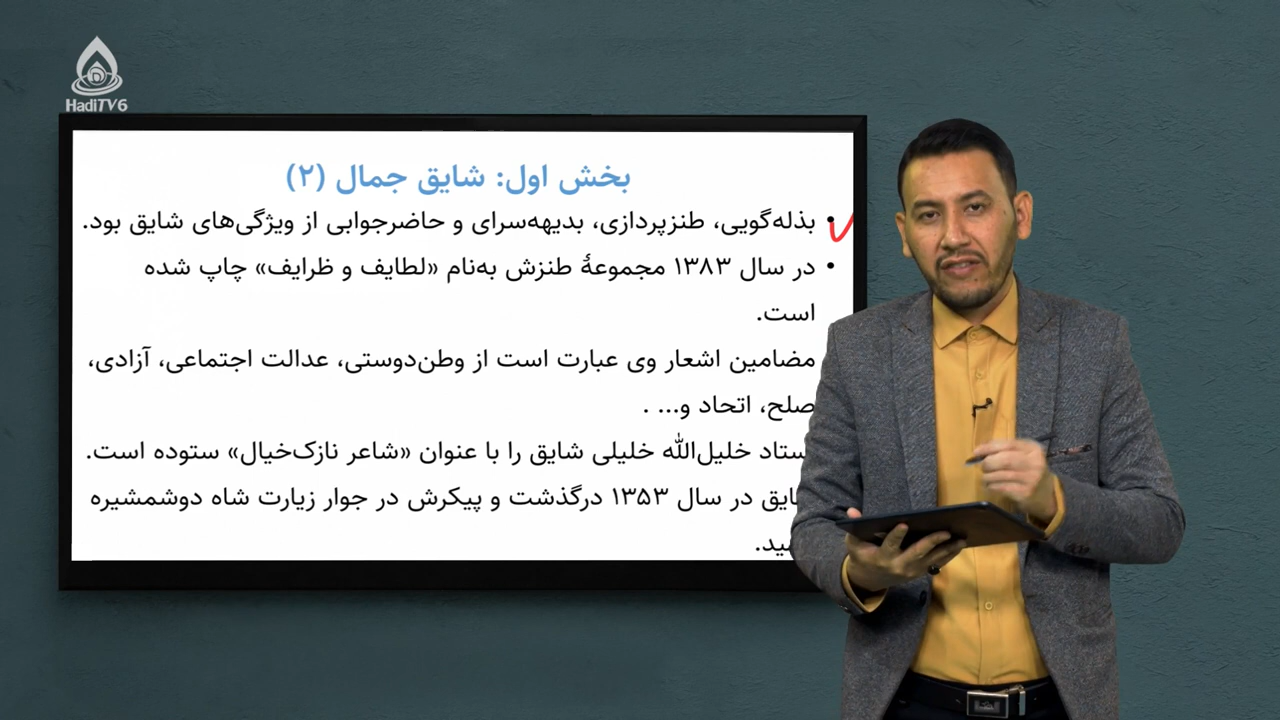 HadiTV6
بخش اول: شایق جمال (۲)
• بذله‌گویی، طنزپردازی، بدیهه‌سرای و حاضرجوابی از ویژگی‌های شایق بود.
• در سال ۱۳۸۳ مجموعهٔ طنزش به‌نام «لطایف و ظرایف» چاپ شده
است.
مضامین اشعار وی عبارت است از وطن‌دوستی، عدالت اجتماعی، آزادی،
صلح، اتحاد و... .
خلیل‌الله خلیلی شایق را با عنوان «شاعر نازک‌خیال» ستوده است.
در سال ۱۳۵۳ درگذشت و پیکرش در جوار زیارت شاه دوشمشیره